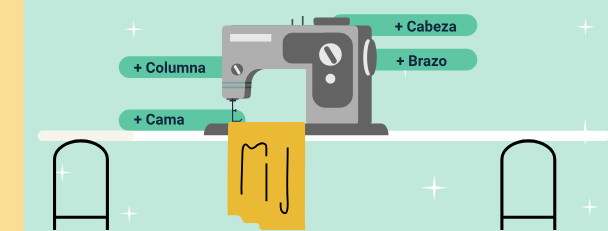 + Cabeza
+ Columna
+ Brazo
+ Cama